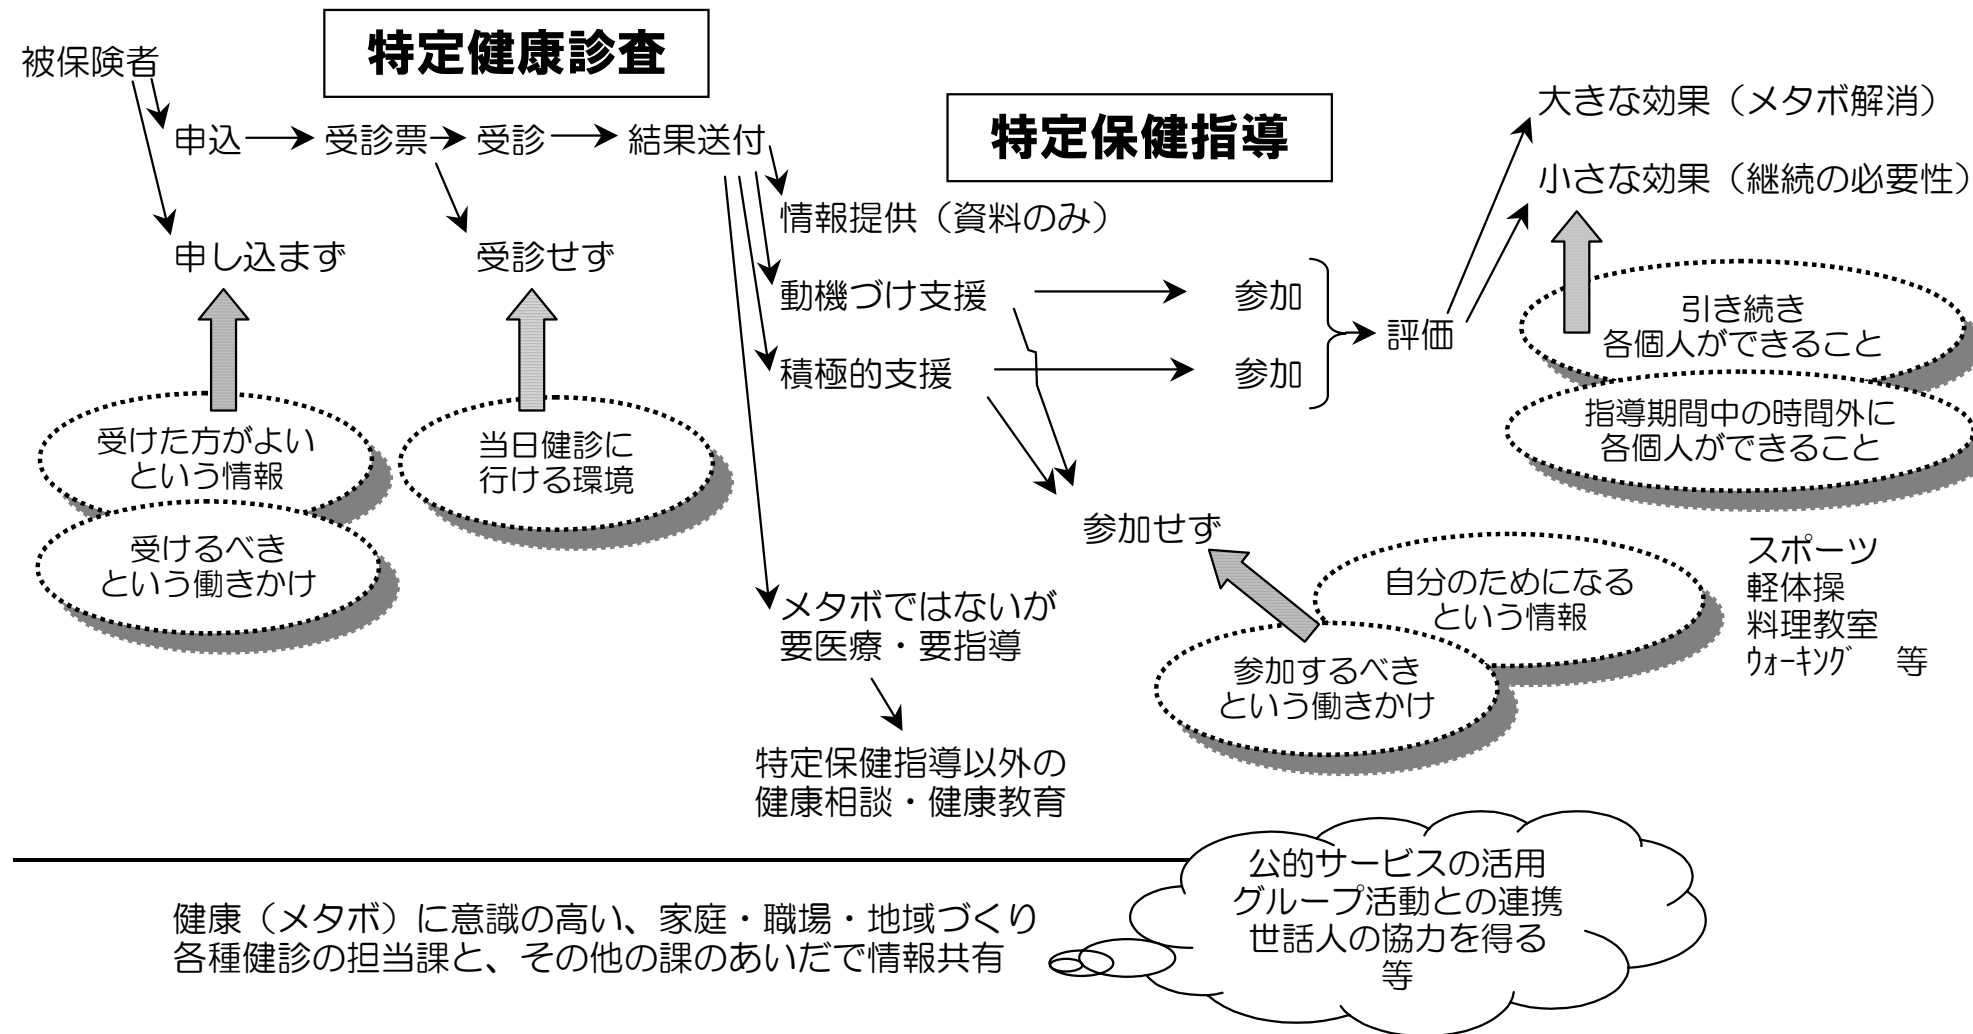 特定健康診査
被保険者
申込
受診票
受診
結果送付
申し込まず
受診せず
受けた方がよい
という情報
受けるべき
という働きかけ
当日健診に
行ける環境
特定保健指導
情報提供（資料のみ）
動機づけ支援
参加
積極的支援
参加
評価
大きな効果（メタボ解消）
小さな効果（継続の必要性）
引き続き
各個人ができること
指導期間中の時間外に
各個人ができること
参加せず
自分のためになる
という情報
参加するべき
という働きかけ
スポーツ
軽体操
料理教室
ｳｫｰｷﾝｸﾞ　等
メタボではないが
要医療・要指導
特定保健指導以外の
健康相談・健康教育
健康（メタボ）に意識の高い、家庭・職場・地域づくり
各種健診の担当課と、その他の課のあいだで情報共有
公的サービスの活用
グループ活動との連携
世話人の協力を得る
等